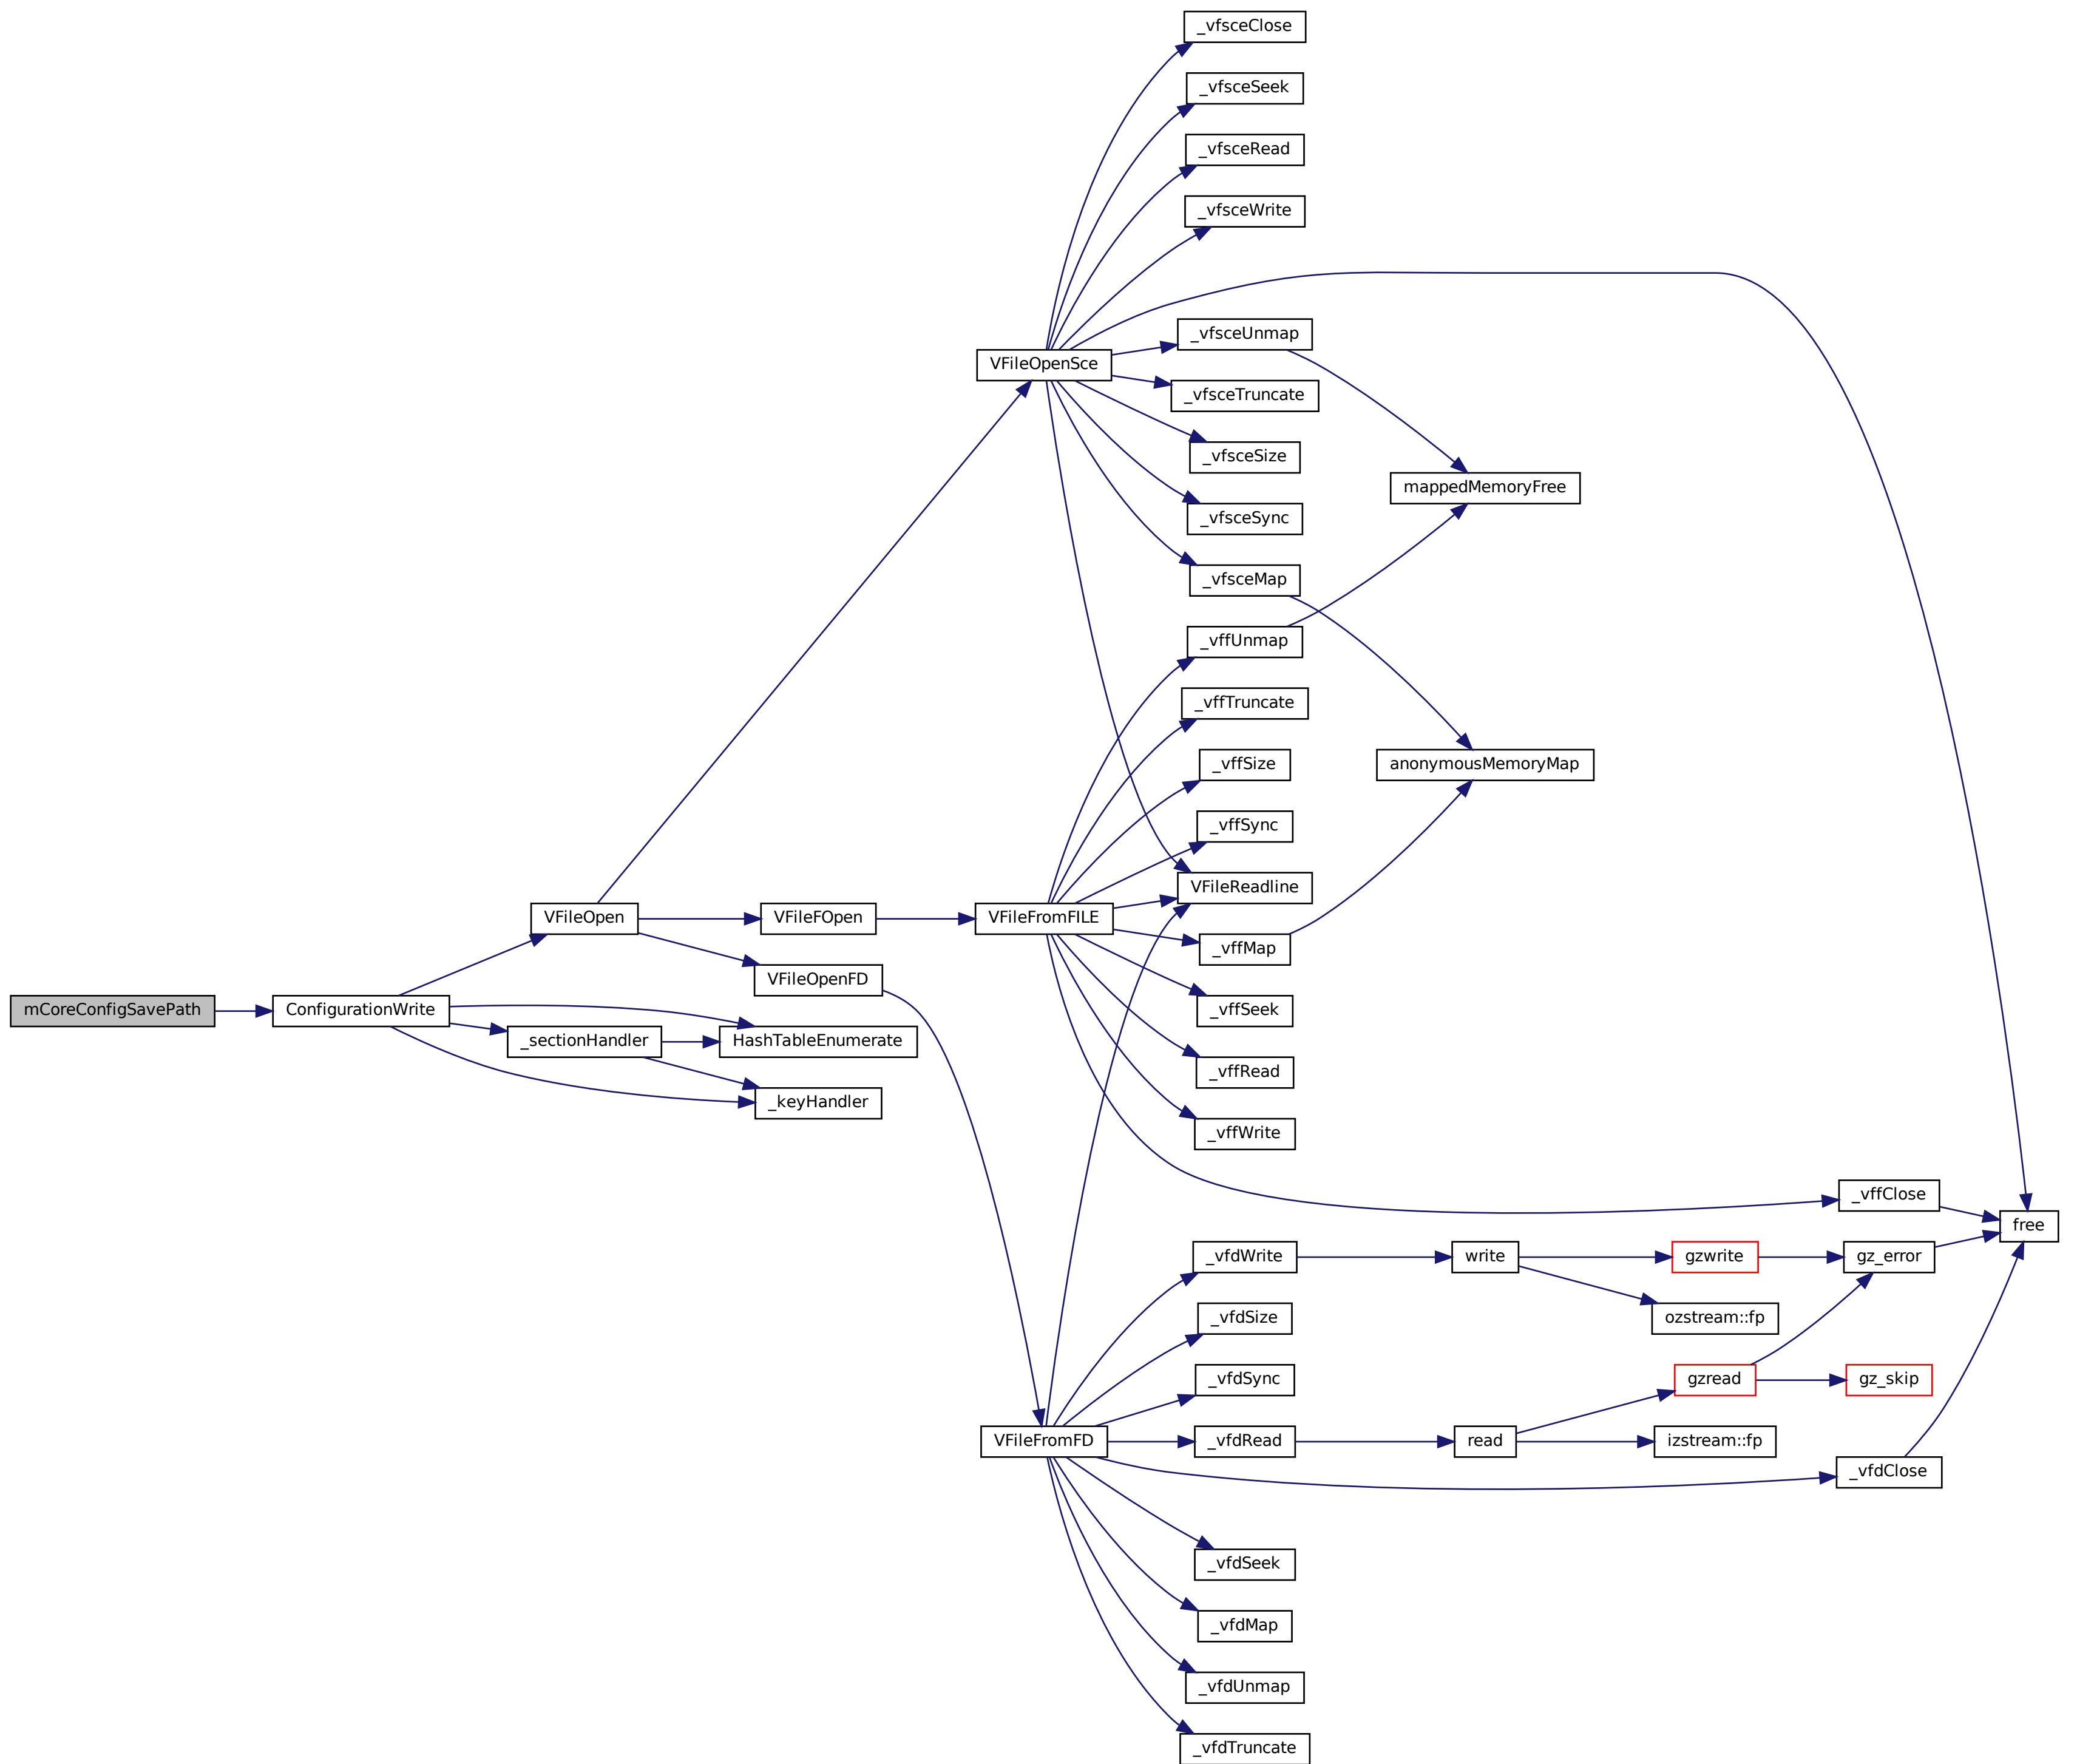 _vfsceClose
_vfsceSeek
_vfsceRead
_vfsceWrite
_vfsceUnmap
VFileOpenSce
_vfsceTruncate
_vfsceSize
mappedMemoryFree
_vfsceSync
_vfsceMap
_vffUnmap
_vffTruncate
_vffSize
anonymousMemoryMap
_vffSync
VFileReadline
VFileOpen
VFileFOpen
VFileFromFILE
_vffMap
VFileOpenFD
mCoreConfigSavePath
ConfigurationWrite
_vffSeek
_sectionHandler
HashTableEnumerate
_vffRead
_keyHandler
_vffWrite
_vffClose
free
_vfdWrite
write
gzwrite
gz_error
_vfdSize
ozstream::fp
_vfdSync
gzread
gz_skip
VFileFromFD
_vfdRead
read
izstream::fp
_vfdClose
_vfdSeek
_vfdMap
_vfdUnmap
_vfdTruncate